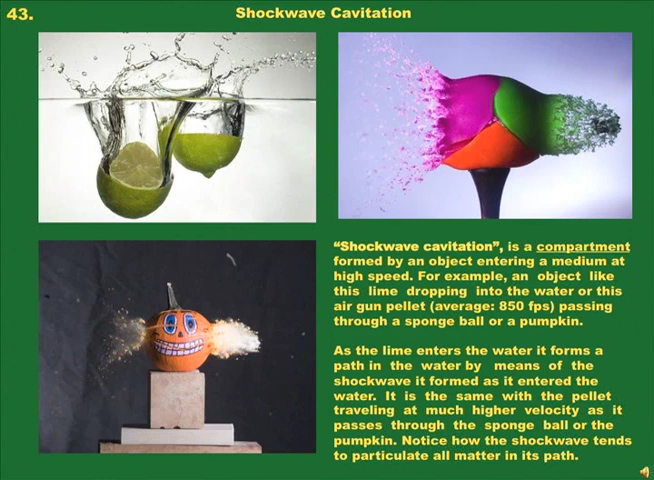 43.
Shockwave Cavitation
“Shockwave cavitation”, is a compartment
formed by an object entering a medium at
high speed. For example, an object like
this lime dropping into the water or this
air gun pellet (average: 850 fps) passing
through a sponge ball or a pumpkin.
As the lime enters the water it forms a
path in the water by means of the
shockwave it formed as it entered the
water. It is the same with the pellet
traveling at much higher velocity as it
passes through the sponge ball or the
pumpkin. Notice how the shockwave tends
to particulate all matter in its path.